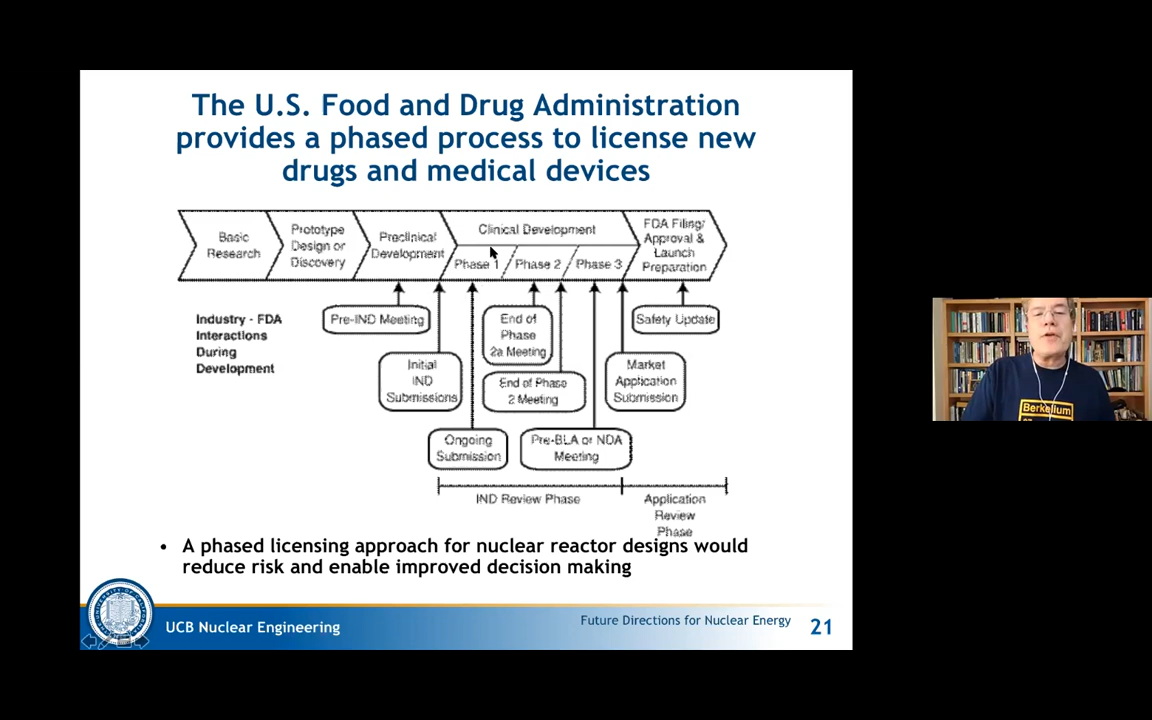 The U.S. Food and Drug Administration
provides a phased process to license new
drugs and medical devices
Basic
Research
Prototype
Design or
Discovery
Preclinical
Development
Clinical Development
Phase 1
Phase 2
Phase 3
FDA Filing/
Approval &
Launch
Preparation
Industry - FDA
Interactions
During
Development
Pre-IND Meeting
Initial
IND
Submissions
Ongoing
Submission
End of
Phase
2a Meeting
End of Phase
2 Meeting
Pre-BLA or NDA
Meeting
Market
Application
Submission
Safety Update
IND Review Phase
Application
Review
Phase
• A phased licensing approach for nuclear reactor designs would
reduce risk and enable improved decision making
UCB Nuclear Engineering
Future Directions for Nuclear Energy
21
Berkelium